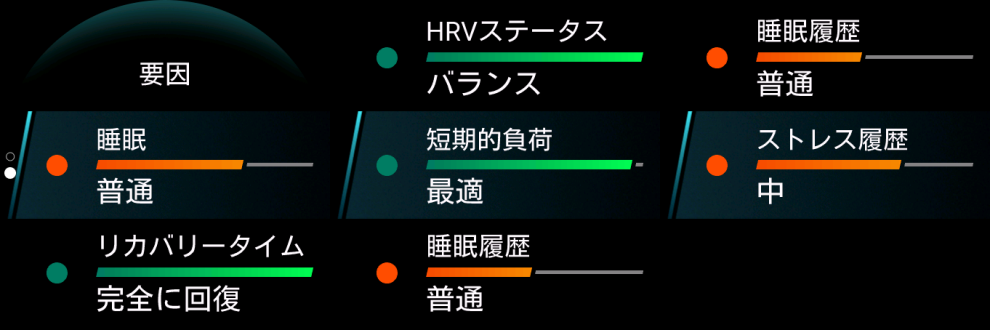 要因
睡眠
普通
リカバリータイム
完全に回復
HRVステータス
バランス
短期的負荷
最適
睡眠履歴
普通
睡眠履歴
普通
ストレス履歴
中